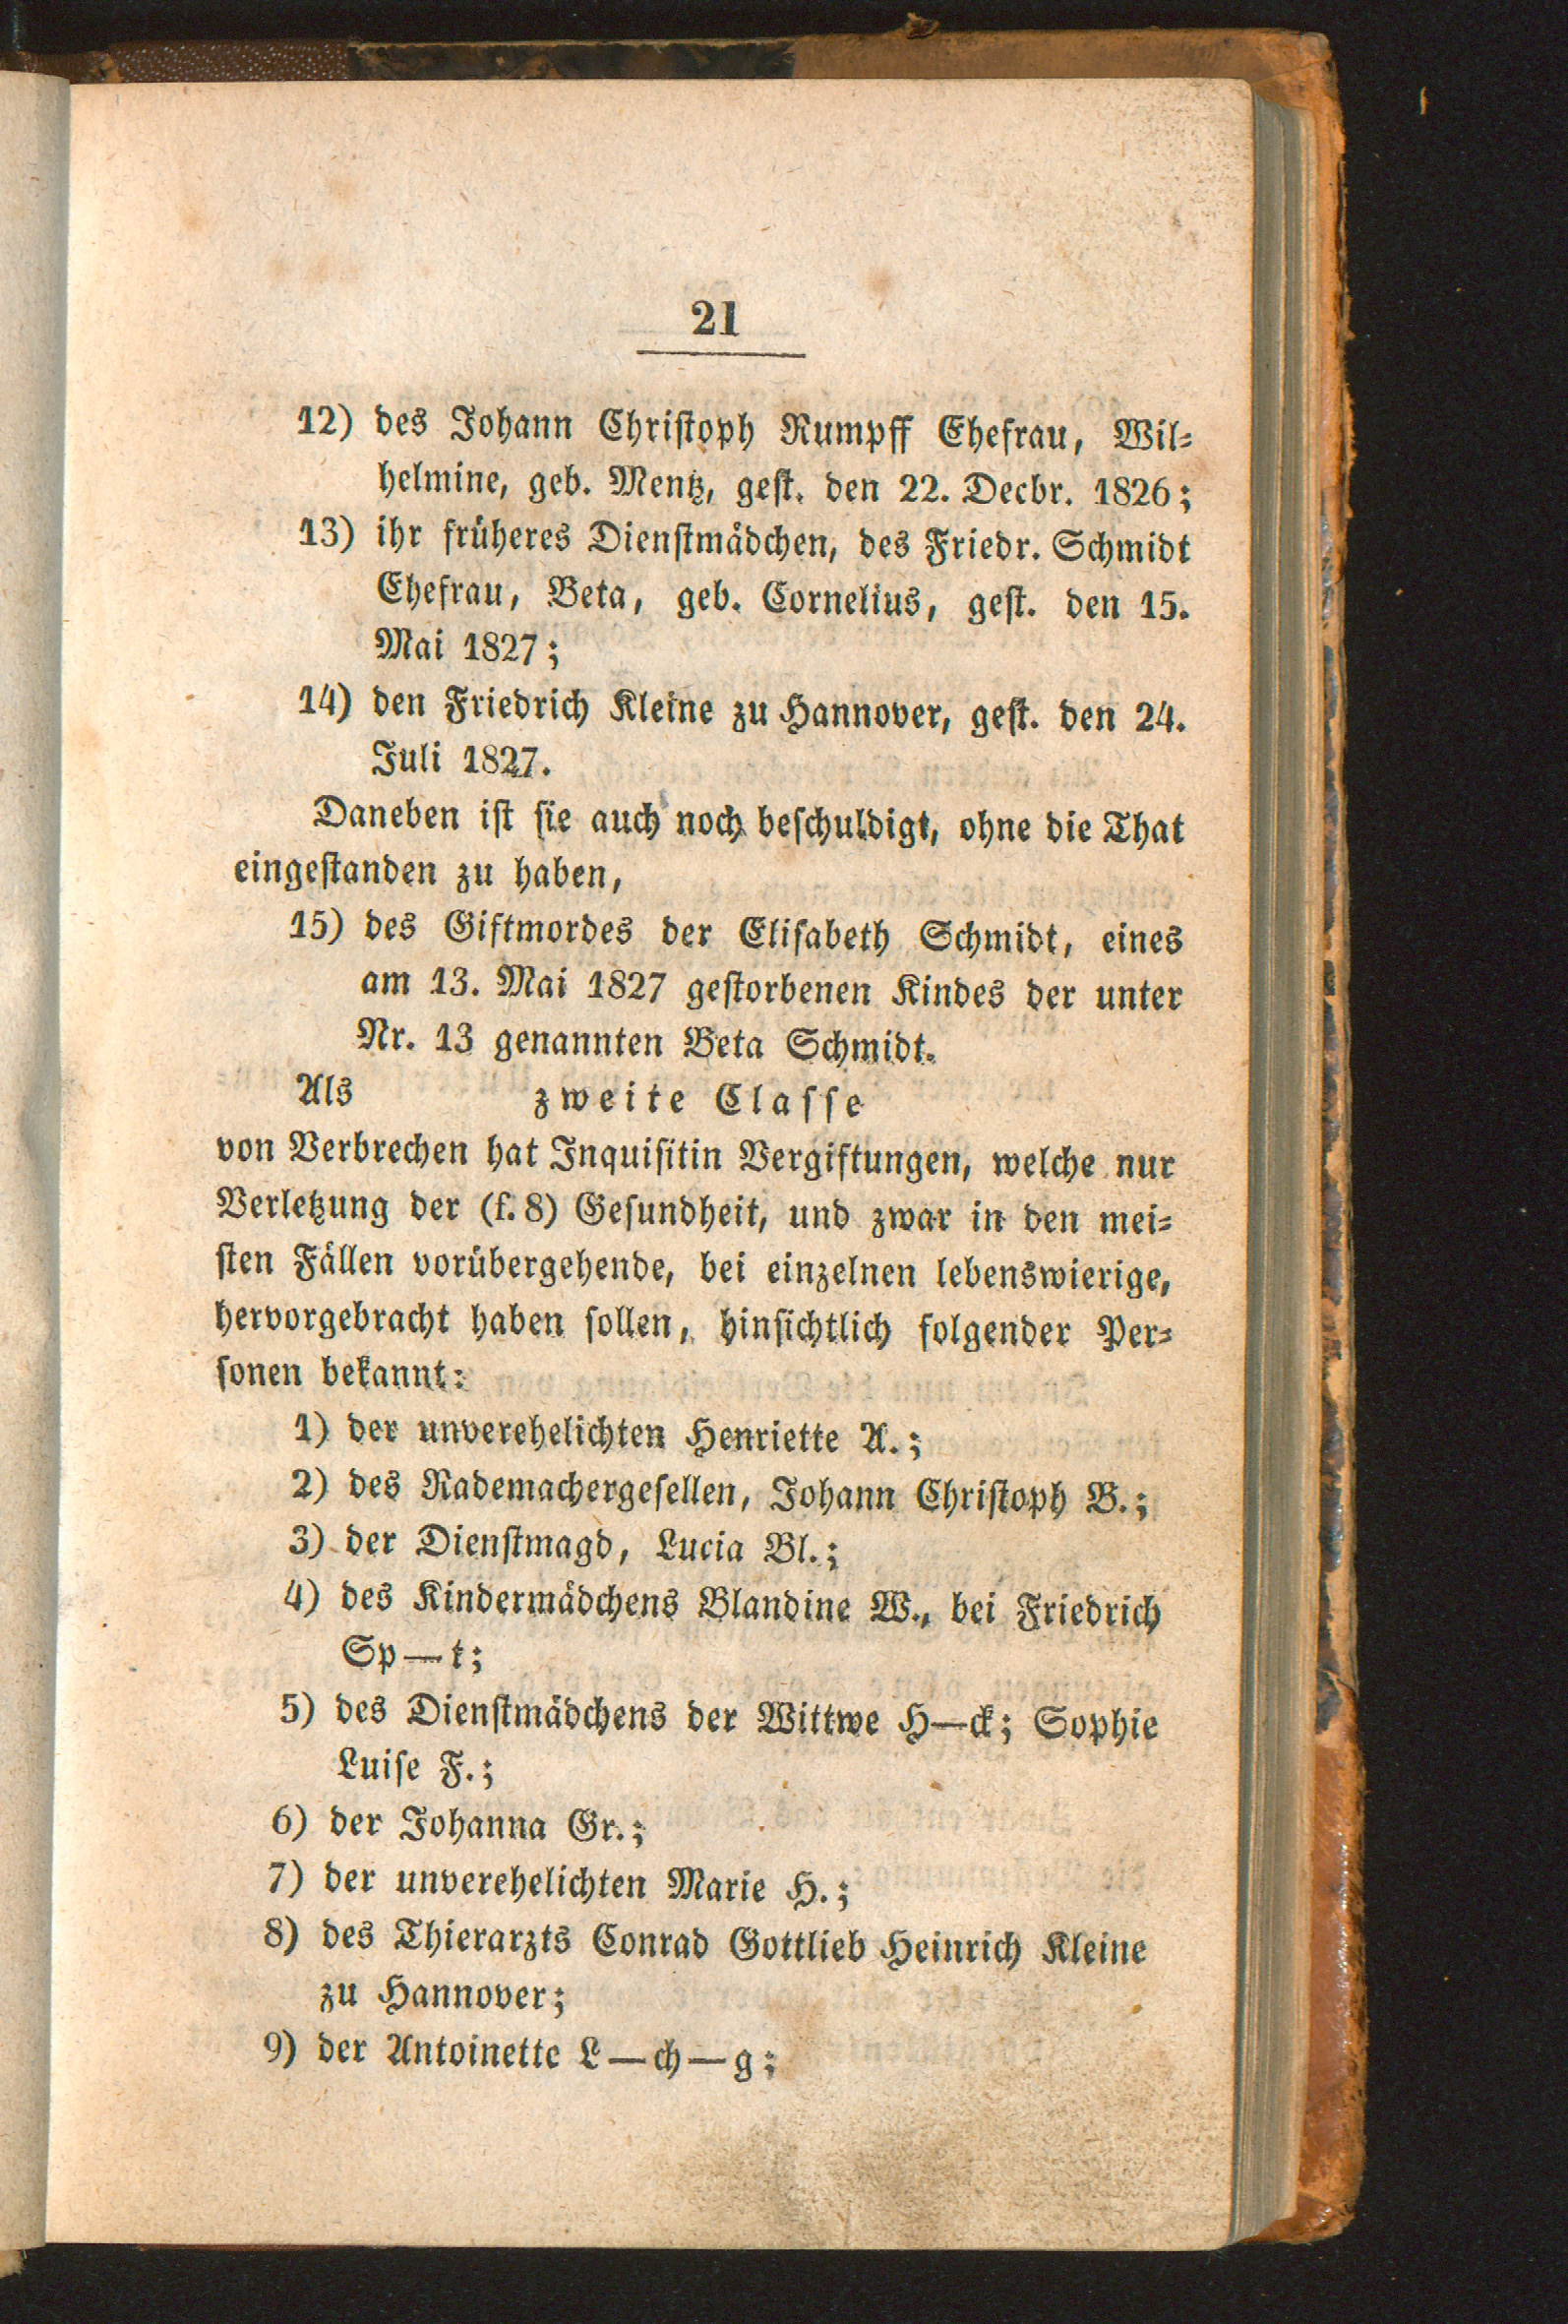 21
12) des Johann Christoph Rumpff Ehefrau, Wil-
helmine, geb. Mentz, gest. den 22. Decbr. 1826;
13) ihr früheres Dienstmädchen, des Friedr. Schmidt
Ehefrau, Beta, geb. Cornelius, gest. den 15.
Mai 1827;
14) den Friedrich Kleine zu Hannover, gest. den 24.
Juli 1827.
Daneben ist sie auch noch beschuldigt, ohne die That
eingestanden zu haben,
15) des Giftmordes der Elisabeth Schmidt, eines
am 13. Mai 1827 gestorbenen Kindes der unter
Nr. 13 genannten Beta Schmidt.
Als zweite Classe
von Verbrechen hat Inquisitin Vergiftungen, welche nur
Verletzung der (f. 8) Gesundheit, und zwar in den mei-
sten Fällen vorübergehende, bei einzelnen lebenswierige,
hervorgebracht haben sollen, hinsichtlich folgender Per-
sonen bekannt:
1) der unverehelichten Henriette A.;
2) des Rademachergesellen, Johann Christoph B.;
3) der Dienstmagd, Lucia Bl.;
4) des Kindermädchens Blandine W., bei Friedrich
Sp—t;
5) des Dienstmädchens der Wittwe H—ck; Sophie
Luise F.;
6) der Johanna Gr.;
7) der unverehelichten Marie H.;
8) des Thierarzts Conrad Gottlieb Heinrich Kleine
zu Hannover;
9) der Antoinette L—ch—g;